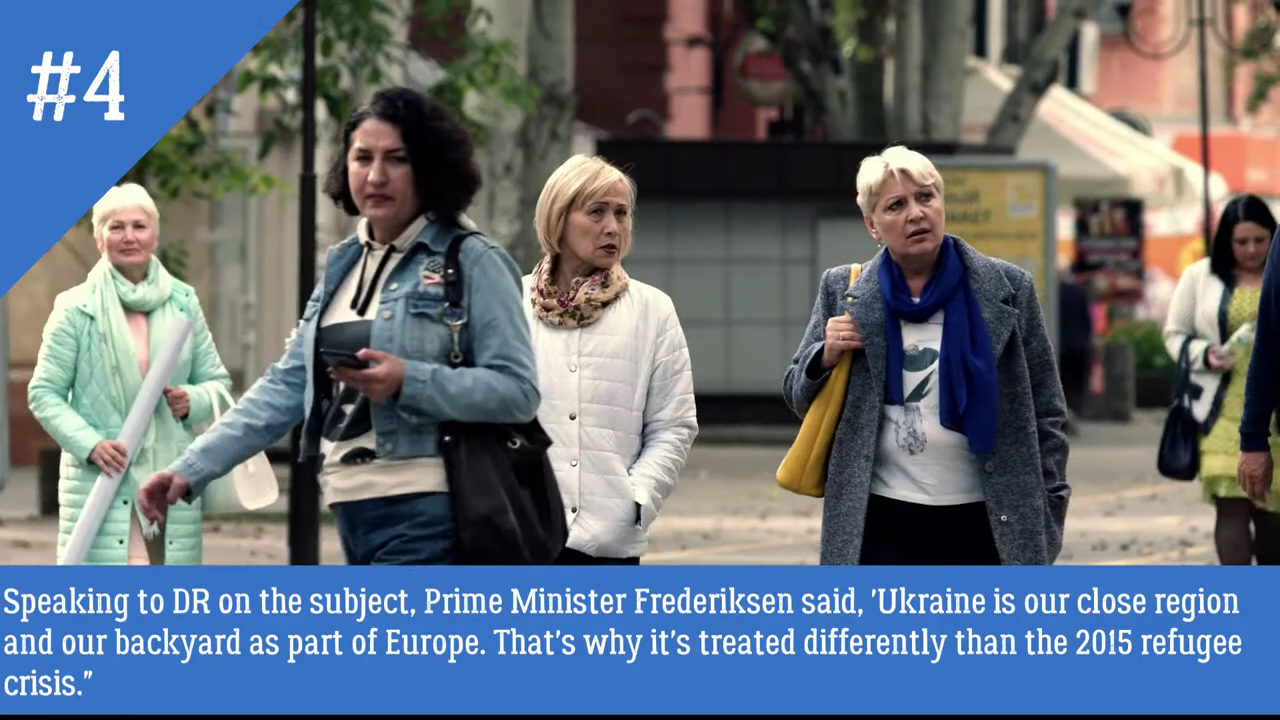 #4
Speaking to DR on the subject, Prime Minister Frederiksen said, 'Ukraine is our close region
and our backyard as part of Europe. That's why it's treated differently than the 2015 refugee
crisis."